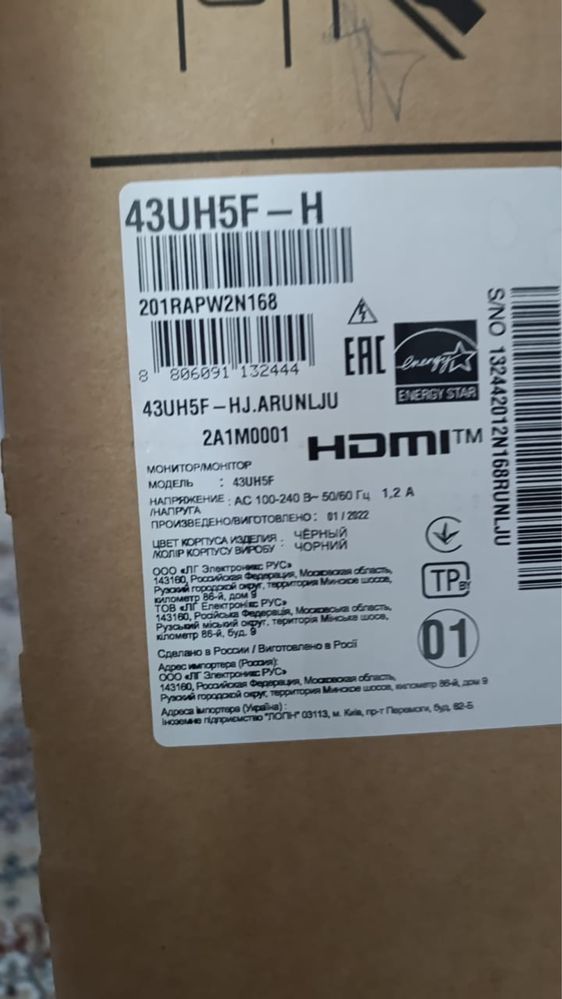 43UH5F-H
201RAPW2N168
8 806091 132444
EAC
energy
ENERGY STAR
43UH5F-HJ.ARUNLJU
2A1M0001
HDMI™
S/NO 132442012N168RUNLJU
МОНИТОР/МОНІТОР
МОДЕЛЬ : 43UH5F
НАПРЯЖЕНИЕ : AC 100-240 В~ 50/60 Гц 1,2 А
/НАПРУГА
ПРОИЗВЕДЕНО/ВИГОТОВЛЕНО : 01 / 2022
ЦВЕТ КОРПУСА ИЗДЕЛИЯ : ЧЁРНЫЙ
/КОЛІР КОРПУСУ ВИРОБУ : ЧОРНИЙ
ООО «ЛГ Электроникс РУС»
143160, Российская Федерация, Московская область,
Рузский городской округ, территория Минское шоссе,
километр 86-й, дом 9
ТОВ «ЛГ Електронікс РУС»
143160, Російська Федерація, Московська область,
Рузський міський округ, територія Мінське шосе,
кілометр 86-й, буд. 9
TP BY
01
Сделано в России / Виготовлено в Росії
Адрес импортера (Россия):
ООО «ЛГ Электроникс РУС»
143160, Российская Федерация, Московская область,
Рузский городской округ, территория Минское шоссе, километр 86-й, дом 9
Адреса імпортера (Україна) :
Іноземне підприємство "ЛОПН" 03113, м. Київ, пр-т Перемоги, буд. 62-Б